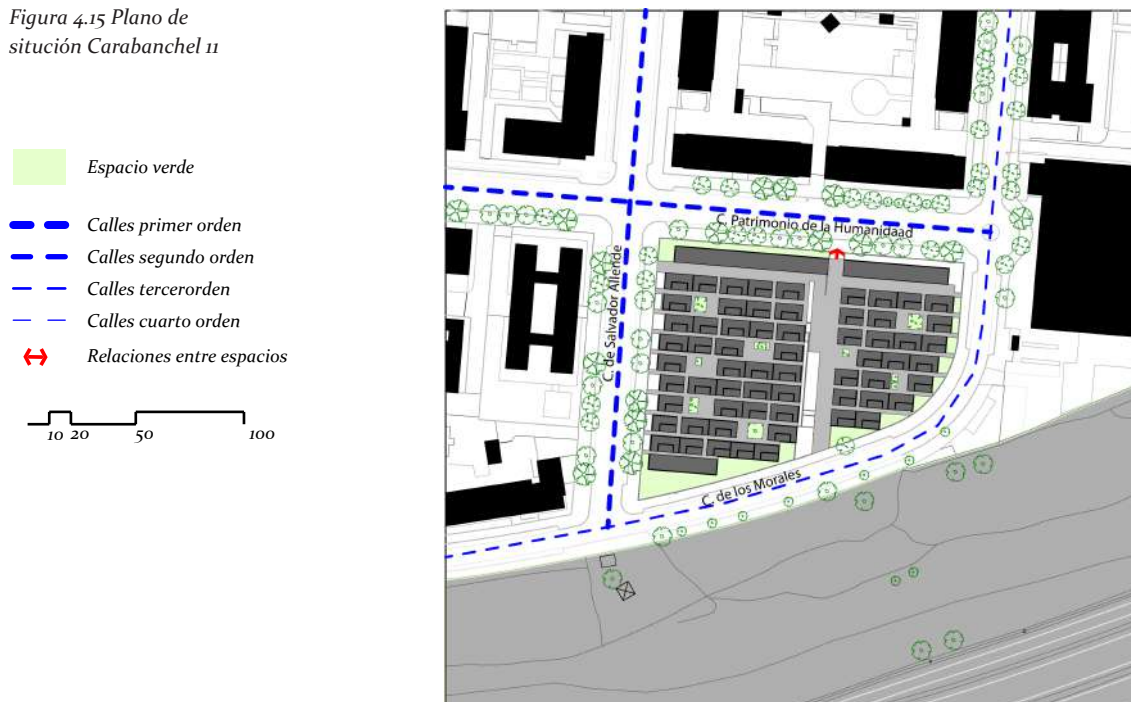 Figura 4.15 Plano de
situción Carabanchel 11
Espacio verde
Calles primer orden
Calles segundo orden
Calles tercerorden
Calles cuarto orden
Relaciones entre espacios
10 20 50 100
C. Patrimonio de la Humanidaad
C. de Salvador Allende
C. de los Morales